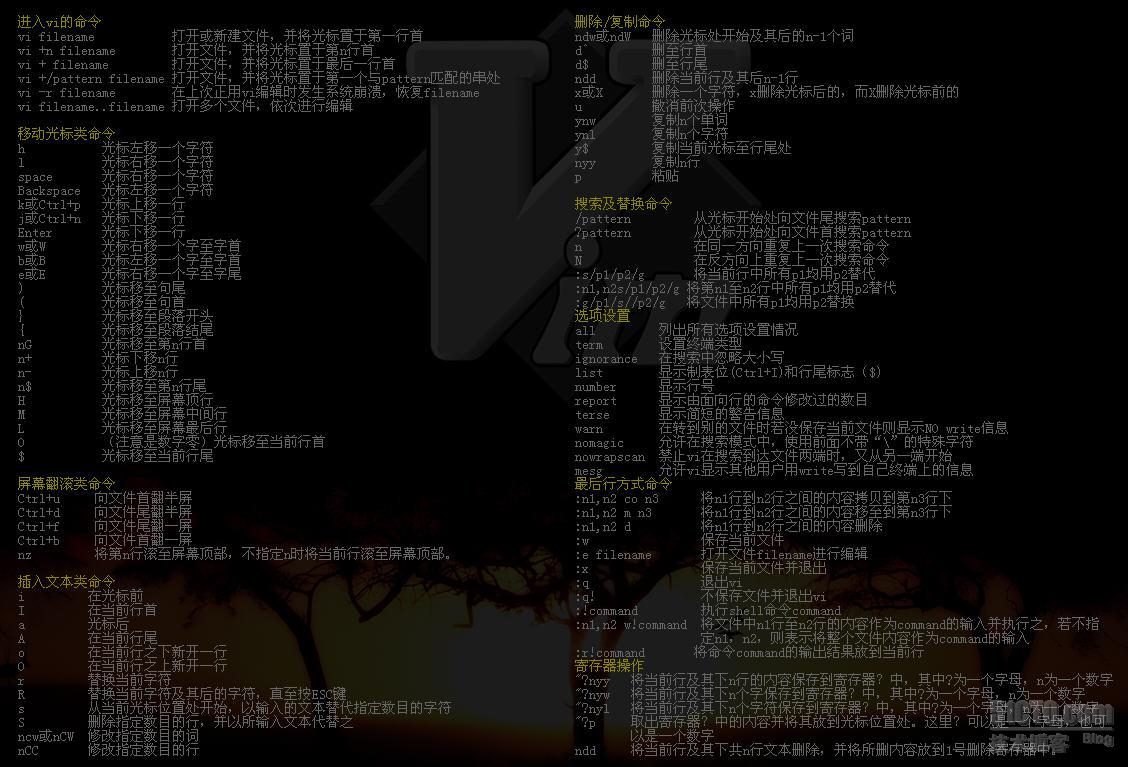 进入vi的命令
vi filename 打开或新建文件，并将光标置于第一行首
vi +n filename 打开文件，并将光标置于第n行首
vi + filename 打开文件，并将光标置于最后一行首
vi +/pattern filename 打开文件，并将光标置于第一个与pattern匹配的串处
vi -r filename 在上次正用vi编辑时发生系统崩溃，恢复filename
vi filename..filename 打开多个文件，依次进行编辑
移动光标类命令
h 光标左移一个字符
l 光标右移一个字符
space 光标右移一个字符
Backspace 光标左移一个字符
k或Ctrl+p 光标上移一行
j或Ctrl+n 光标下移一行
Enter 光标下移一行
w或W 光标右移一个字至字首
b或B 光标左移一个字至字首
e或E 光标右移一个字至字尾
) 光标移至句尾
( 光标移至句首
} 光标移至段落开头
{ 光标移至段落结尾
nG 光标移至第n行首
n+ 光标下移n行
n- 光标上移n行
n$ 光标移至第n行尾
H 光标移至屏幕顶行
M 光标移至屏幕中间行
L 光标移至屏幕最后行
0 （注意是数字零）光标移至当前行首
$ 光标移至当前行尾
屏幕翻滚类命令
Ctrl+u 向文件首翻半屏
Ctrl+d 向文件尾翻半屏
Ctrl+f 向文件尾翻一屏
Ctrl+b 向文件首翻一屏
nz 将第n行滚至屏幕顶部，不指定n时将当前行滚至屏幕顶部。
插入文本类命令
i 在光标前
I 在当前行首
a 光标后
A 在当前行尾
o 在当前行之下新开一行
O 在当前行之上新开一行
r 替换当前字符
R 替换当前字符及其后的字符，直至按ESC键
s 从当前光标位置处开始，以输入的文本替代指定数目的字符
S 删除指定数目的行，并以所输入文本代替之
ncw或nCW 修改指定数目的词
nCC 修改指定数目的行
删除/复制命令
ndw或ndW 删除光标处开始及其后的n-1个词
d` 删至行首
d$ 删至行尾
ndd 删除当前行及其后n-1行
x或X 删除一个字符，x删除光标后的，而X删除光标前的
u 撤消前次操作
ynw 复制n个单词
ynl 复制n个字符
y$ 复制当前光标至行尾处
nyy 复制n行
p 粘贴
搜索及替换命令
/pattern 从光标开始处向文件尾搜索pattern
?pattern 从光标开始处向文件首搜索pattern
n 在同一方向重复上一次搜索命令
N 在反方向上重复上一次搜索命令
:s/p1/p2/g 将当前行中所有p1均用p2替代
:n1,n2s/p1/p2/g 将第n1至n2行中所有p1均用p2替代
:g/p1/s//p2/g 将文件中所有p1均用p2替换
选项设置
all 列出所有选项设置情况
term 设置终端类型
ignorance 在搜索中忽略大小写
list 显示制表位(Ctrl+I)和行尾标志（$)
number 显示行号
report 显示由面向行的命令修改过的数目
terse 显示简短的警告信息
warn 在转到别的文件时若没保存当前文件则显示NO write信息
nomagic 允许在搜索模式中，使用前面不带“\”的特殊字符
nowrapscan 禁止vi在搜索到达文件两端时，又从另一端开始
mesg 允许vi显示其他用户用write写到自己终端上的信息
最后行方式命令
:n1,n2 co n3 将n1行到n2行之间的内容拷贝到第n3行下
:n1,n2 m n3 将n1行到n2行之间的内容移至到第n3行下
:n1,n2 d 将n1行到n2行之间的内容删除
:w 保存当前文件
:e filename 打开文件filename进行编辑
:x 保存当前文件并退出
:q 退出vi
:q! 不保存文件并退出vi
:!command 执行shell命令command
:n1,n2 w!command 将文件中n1行至n2行的内容作为command的输入并执行之，若不指
定n1，n2，则表示将整个文件内容作为command的输入
:r!command 将命令command的输出结果放到当前行
寄存器操作
"?nyy 将当前行及其下n行的内容保存到寄存器？中，其中?为一个字母，n为一个数字
"?nyw 将当前行及其下n个字保存到寄存器？中，其中?为一个字母，n为一个数字
"?nyl 将当前行及其下n个字符保存到寄存器？中，其中?为一个字母，n为一个数字
"?p 取出寄存器？中的内容并将其放到光标位置处。这里？可以是一个字母，也可
以是一个数字
ndd 将当前行及其下共n行文本删除，并将所删内容放到1号删除寄存器中。
51CTO.com
技术博客 Blog